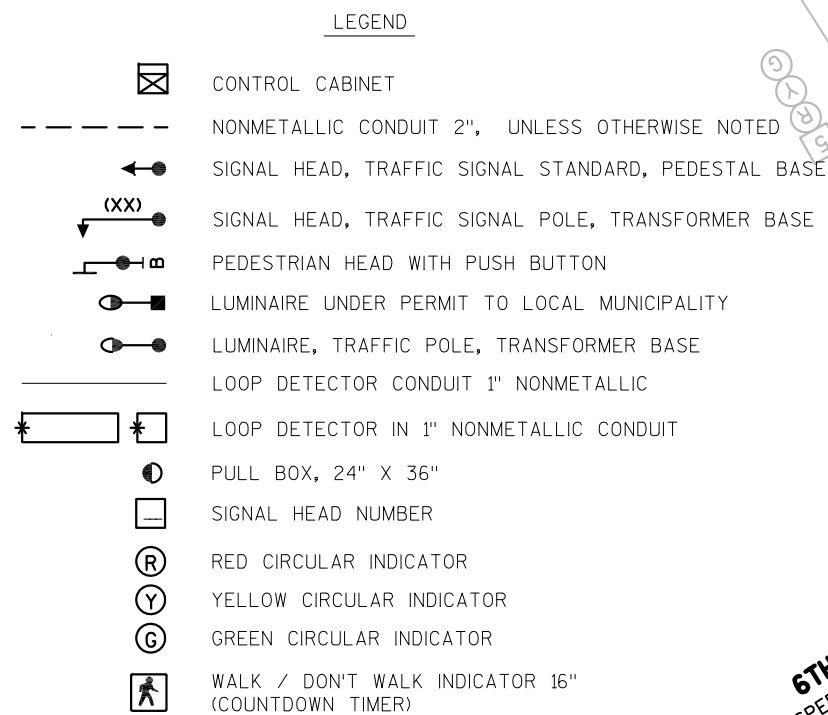 LEGEND
CONTROL CABINET
NONMETALLIC CONDUIT 2", UNLESS OTHERWISE NOTED
SIGNAL HEAD, TRAFFIC SIGNAL STANDARD, PEDESTAL BASE
(XX)
SIGNAL HEAD, TRAFFIC SIGNAL POLE, TRANSFORMER BASE
B
PEDESTRIAN HEAD WITH PUSH BUTTON
LUMINAIRE UNDER PERMIT TO LOCAL MUNICIPALITY
LUMINAIRE, TRAFFIC POLE, TRANSFORMER BASE
LOOP DETECTOR CONDUIT 1" NONMETALLIC
LOOP DETECTOR IN 1" NONMETALLIC CONDUIT
PULL BOX, 24" X 36"
SIGNAL HEAD NUMBER
R RED CIRCULAR INDICATOR
Y YELLOW CIRCULAR INDICATOR
G GREEN CIRCULAR INDICATOR
WALK / DON'T WALK INDICATOR 16"
(COUNTDOWN TIMER)
G Y R 5
6TH